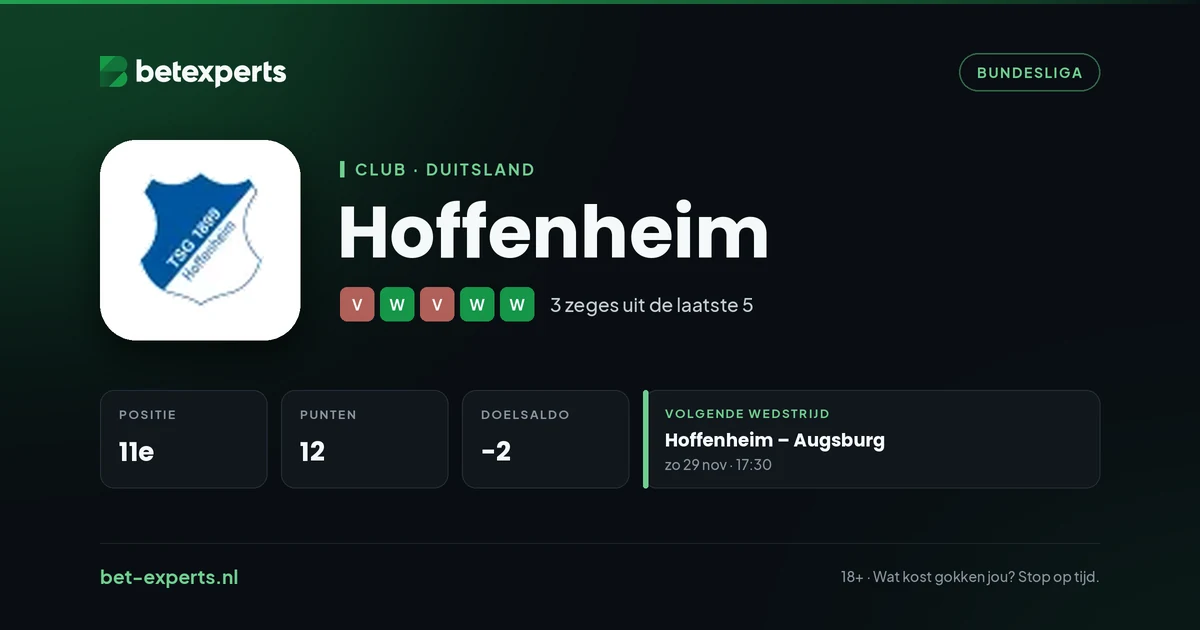 betexperts
BUNDESLIGA
CLUB · DUITSLAND
Hoffenheim
TSG 1899
Hoffenheim
V W V W W 3 zeges uit de laatste 5
POSITIE
11e
PUNTEN
12
DOELSALDO
-2
VOLGENDE WEDSTRIJD
Hoffenheim – Augsburg
zo 29 nov · 17:30
bet-experts.nl
18+ · Wat kost gokken jou? Stop op tijd.